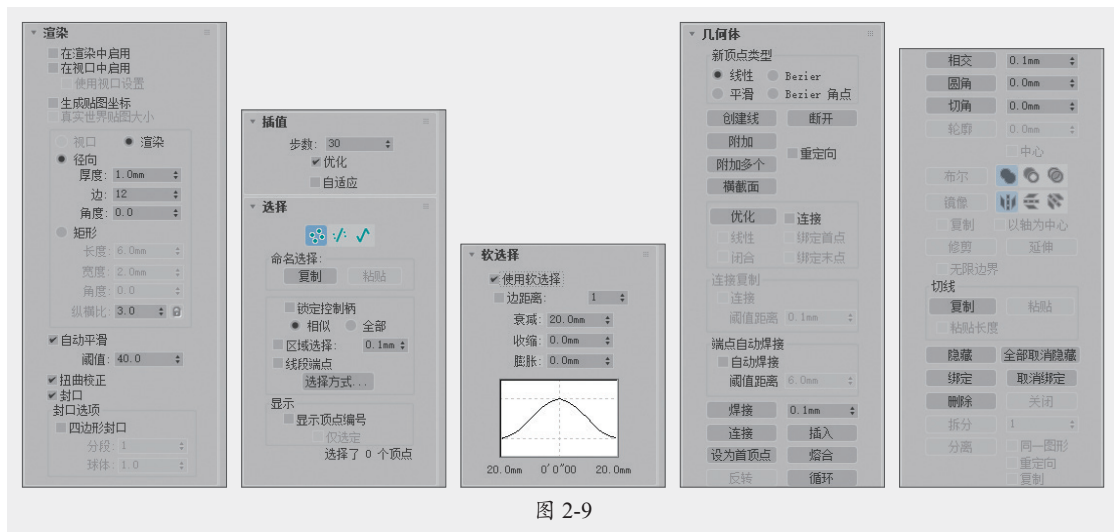 渲染
在渲染中启用
在视口中启用
使用视口设置
生成贴图坐标
真实世界贴图大小
视口 渲染
径向
厚度: 1.0mm
边: 12
角度: 0.0
矩形
长度: 6.0mm
宽度: 2.0mm
角度: 0.0
纵横比: 3.0
自动平滑
阈值: 40.0
扭曲校正
封口
封口选项
四边形封口
分段: 1
球体: 1.0
插值
步数: 30
优化
自适应
选择
命名选择:
复制 粘贴
锁定控制柄
相似 全部
区域选择: 0.1mm
线段端点
选择方式...
显示
显示顶点编号
仅选定
选择了 0 个顶点
软选择
使用软选择
边距离: 1
衰减: 20.0mm
收缩: 0.0mm
膨胀: 0.0mm
20.0mm 0'0"00 20.0mm
几何体
新顶点类型
线性 Bezier
平滑 Bezier 角点
创建线 断开
附加
重定向
附加多个
横截面
优化 连接
线性 绑定首点
闭合 绑定末点
连接复制
连接
阈值距离 0.1mm
端点自动焊接
自动焊接
阈值距离 6.0mm
焊接 0.1mm
连接 插入
设为首顶点 熔合
反转 循环
相交 0.1mm
圆角 0.0mm
切角 0.0mm
轮廓 0.0mm
中心
布尔
镜像
复制 以轴为中心
修剪 延伸
无限边界
切线
复制 粘贴
粘贴长度
隐藏 全部取消隐藏
绑定 取消绑定
删除 关闭
拆分 1
分离 同一图形
重定向
复制
图 2-9